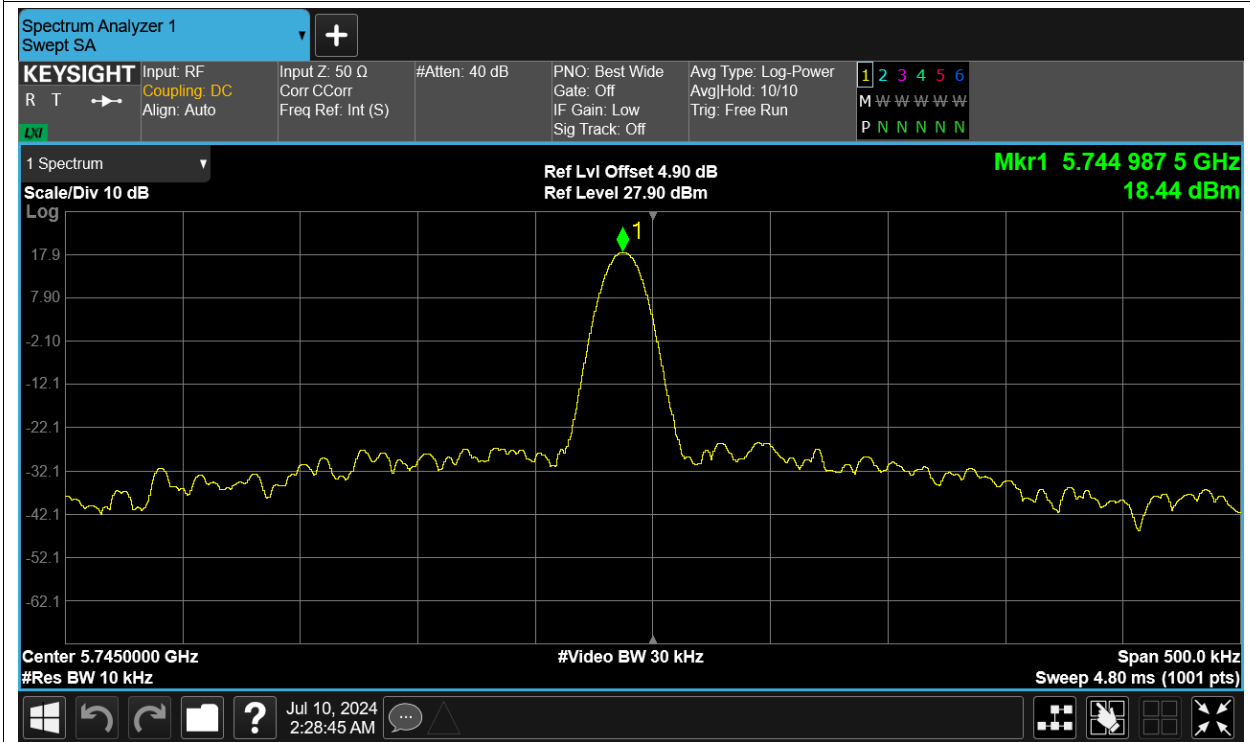 Spectrum Analyzer 1
Swept SA
+
KEYSIGHT
R T
LXI
Input: RF
Coupling: DC
Align: Auto
Input Z: 50 Ω
Corr CCorr
Freq Ref: Int (S)
#Atten: 40 dB
PNO: Best Wide
Gate: Off
IF Gain: Low
Sig Track: Off
Avg Type: Log-Power
Avg|Hold: 10/10
Trig: Free Run
1 2 3 4 5 6
M W W W W W
P N N N N N
1 Spectrum
Scale/Div 10 dB
Log
Ref Lvl Offset 4.90 dB
Ref Level 27.90 dBm
Mkr1 5.744 987 5 GHz
18.44 dBm
1
17.9
7.90
-2.10
-12.1
-22.1
-32.1
-42.1
-52.1
-62.1
Center 5.7450000 GHz
#Res BW 10 kHz
#Video BW 30 kHz
Span 500.0 kHz
Sweep 4.80 ms (1001 pts)
?
Jul 10, 2024
2:28:45 AM